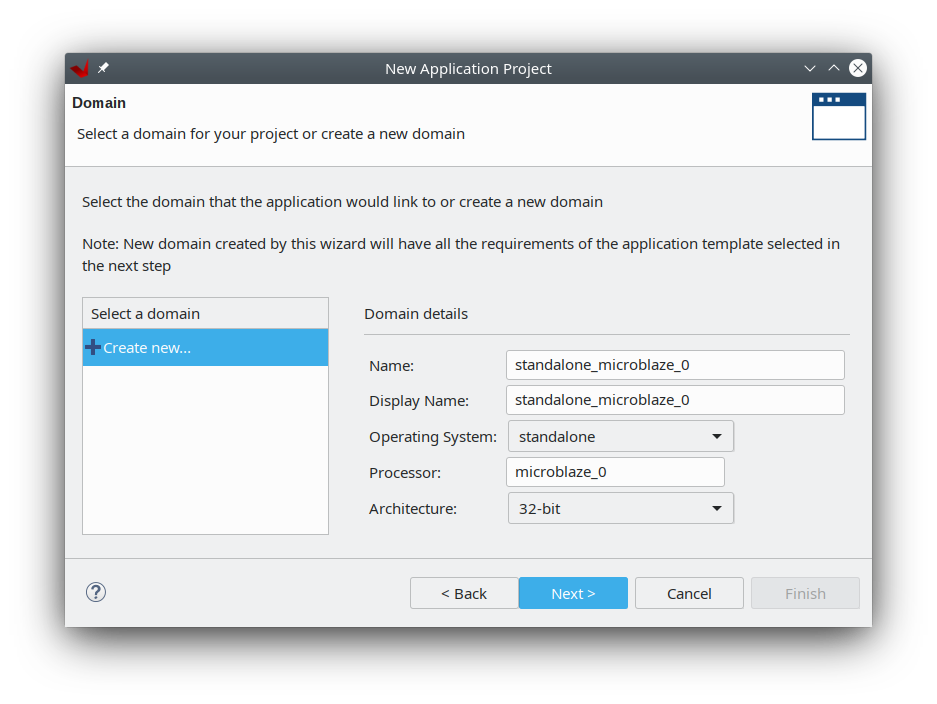 New Application Project
Domain
Select a domain for your project or create a new domain
Select the domain that the application would link to or create a new domain
Note: New domain created by this wizard will have all the requirements of the application template selected in
the next step
Select a domain
Create new...
Domain details
Name: standalone_microblaze_0
Display Name: standalone_microblaze_0
Operating System: standalone
Processor: microblaze_0
Architecture: 32-bit
? < Back Next > Cancel Finish